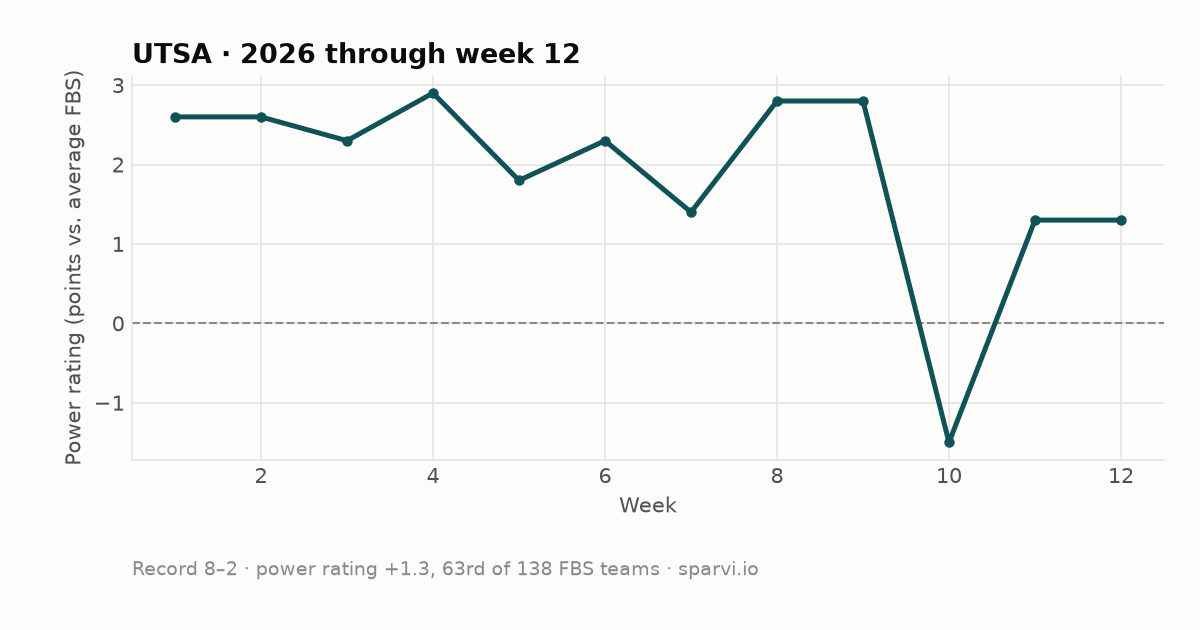 UTSA · 2026 through week 12
Power rating (points vs. average FBS)
3
2
1
0
−1
2 4 6 8 10 12
Week
Record 8–2 · power rating +1.3, 63rd of 138 FBS teams · sparvi.io